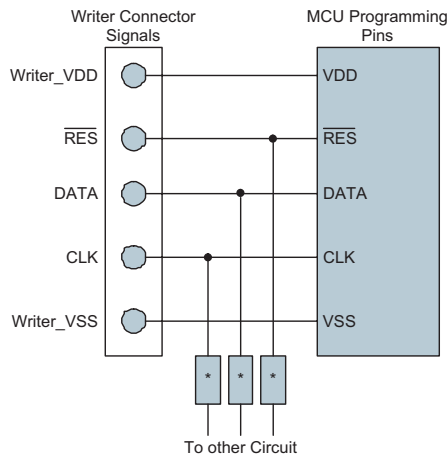 Writer Connector
Signals
MCU Programming
Pins
Writer_VDD
VDD
RES
RES
DATA
DATA
CLK
CLK
Writer_VSS
VSS
* * *
To other Circuit